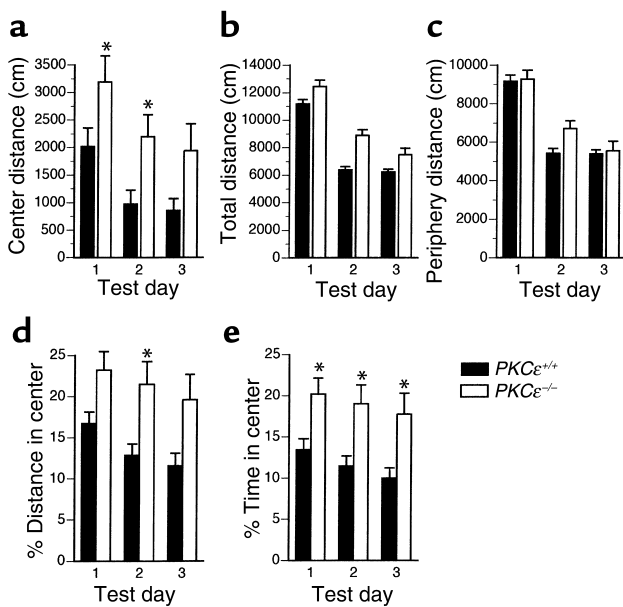 a
Center distance (cm)
3500
3000
2500
2000
1500
1000
500
0
*
*
1 2 3
Test day
b
Total distance (cm)
14000
12000
10000
8000
6000
4000
2000
0
1 2 3
Test day
c
Periphery distance (cm)
10000
8000
6000
4000
2000
0
1 2 3
Test day
d
% Distance in center
25
20
15
10
5
0
*
1 2 3
Test day
e
% Time in center
25
20
15
10
5
0
*
*
*
1 2 3
Test day
PKCε+/+
PKCε−/−